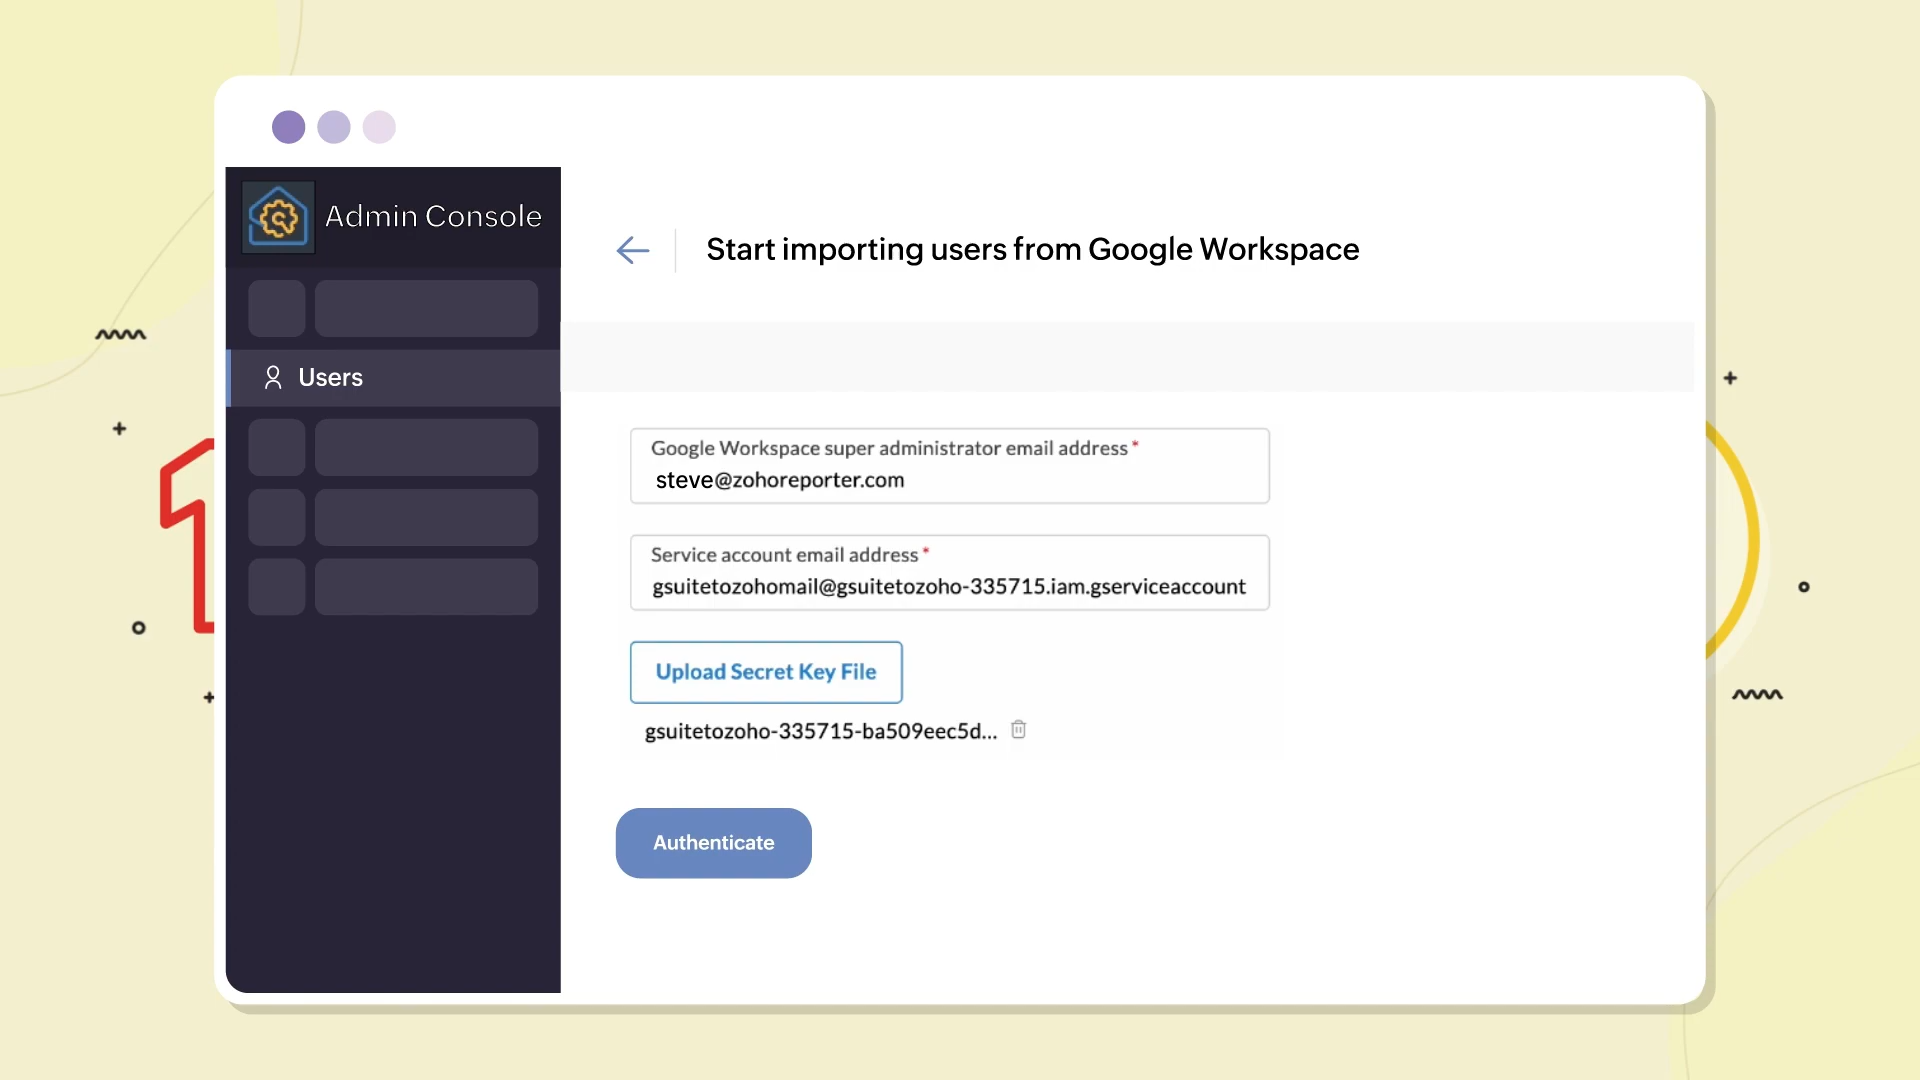 Admin Console
Start importing users from Google Workspace
Users
Google Workspace super administrator email address*
steve@zohoreporter.com
Service account email address*
gsuitetozohomail@gsuitetozoho-335715.iam.gserviceaccount
Upload Secret Key File
gsuitetozoho-335715-ba509eec5d...
Authenticate